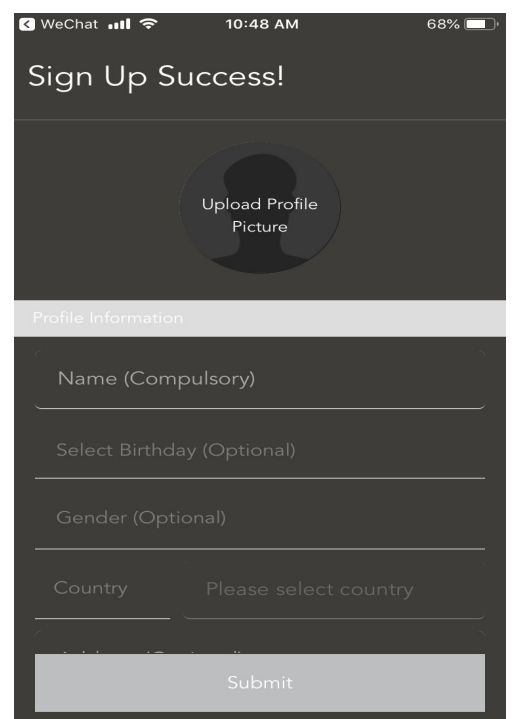 WeChat
10:48 AM
68%
Sign Up Success!
Upload Profile
Picture
Profile Information
Name (Compulsory)
Select Birthday (Optional)
Gender (Optional)
Country
Please select country
Submit